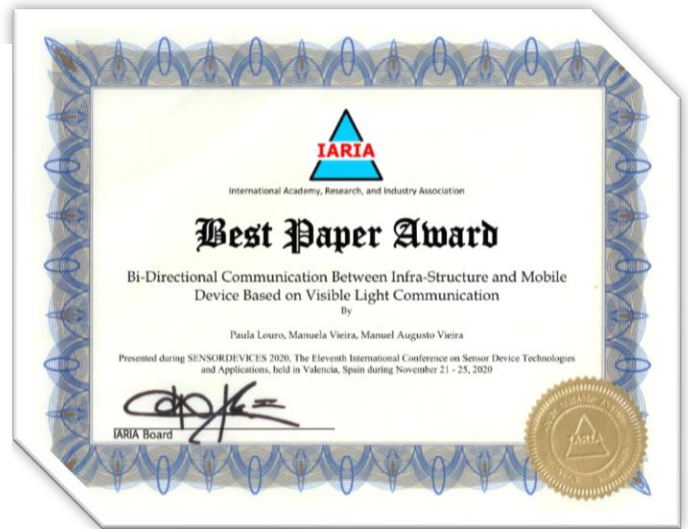 IARIA
International Academy, Research, and Industry Association
Best Paper Award
Bi-Directional Communication Between Infra-Structure and Mobile
Device Based on Visible Light Communication
By
Paula Louro, Manuela Vieira, Manuel Augusto Vieira
Presented during SENSORDEVICES 2020, The Eleventh International Conference on Sensor Device Technologies
and Applications, held in Valencia, Spain during November 21 - 25, 2020
IARIA Board
IARIA